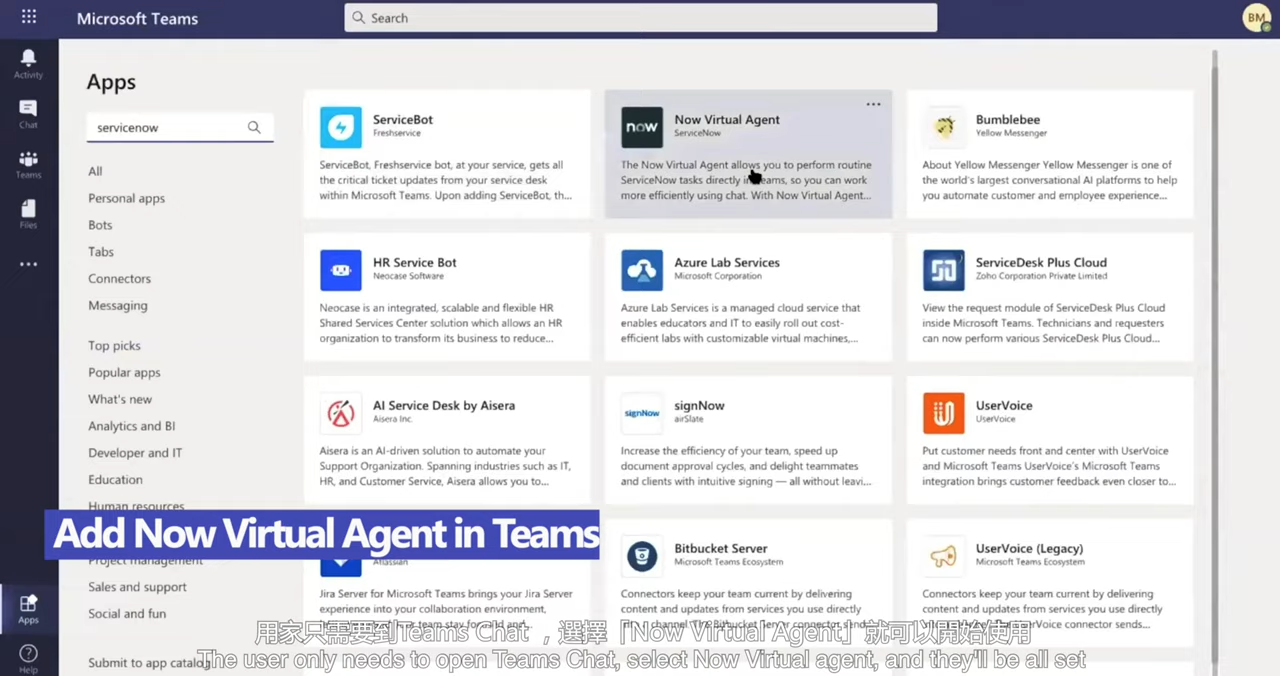 Microsoft Teams
Search
BM
Activity
Chat
Teams
Files
Apps
Help
Apps
servicenow
All
Personal apps
Bots
Tabs
Connectors
Messaging
Top picks
Popular apps
What's new
Analytics and BI
Developer and IT
Education
Human resources
Project management
Sales and support
Social and fun
Submit to app catalog
ServiceBot
Freshservice
ServiceBot, Freshservice bot, at your service, gets all
the critical ticket updates from your service desk
within Microsoft Teams. Upon adding ServiceBot, th...
now
Now Virtual Agent
ServiceNow
The Now Virtual Agent allows you to perform routine
ServiceNow tasks directly in Teams, so you can work
more efficiently using chat. With Now Virtual Agent...
Bumblebee
Yellow Messenger
About Yellow Messenger Yellow Messenger is one of
the world's largest conversational AI platforms to help
you automate customer and employee experience...
HR Service Bot
Neocase Software
Neocase is an integrated, scalable and flexible HR
Shared Services Center solution which allows an HR
organization to transform its business to reduce...
Azure Lab Services
Microsoft Corporation
Azure Lab Services is a managed cloud service that
enables educators and IT to easily roll out cost-
efficient labs with customizable virtual machines,...
ServiceDesk Plus Cloud
Zoho Corporation Private Limited
View the request module of ServiceDesk Plus Cloud
inside Microsoft Teams. Technicians and requesters
can now perform various ServiceDesk Plus Cloud...
AI Service Desk by Aisera
Aisera Inc.
Aisera is an AI-driven solution to automate your
Support Organization. Spanning industries such as IT,
HR, and Customer Service, Aisera allows you to...
signNow
signNow
airSlate
Increase the efficiency of your team, speed up
document approval cycles, and delight teammates
and clients with intuitive signing — all without leavi...
UserVoice
UserVoice
Put customer needs front and center with UserVoice
and Microsoft Teams UserVoice's Microsoft Teams
integration brings customer feedback even closer to...
Atlassian
Jira Server for Microsoft Teams brings your Jira Server
experience into your collaboration environment,
Bitbucket Server
Microsoft Teams Ecosystem
Connectors keep your team current by delivering
content and updates from services you use directly
UserVoice (Legacy)
Microsoft Teams Ecosystem
Connectors keep your team current by delivering
content and updates from services you use directly
Add Now Virtual Agent in Teams
用家只需要到Teams Chat ，選擇「Now Virtual Agent」就可以開始使用
The user only needs to open Teams Chat, select Now Virtual agent, and they'll be all set